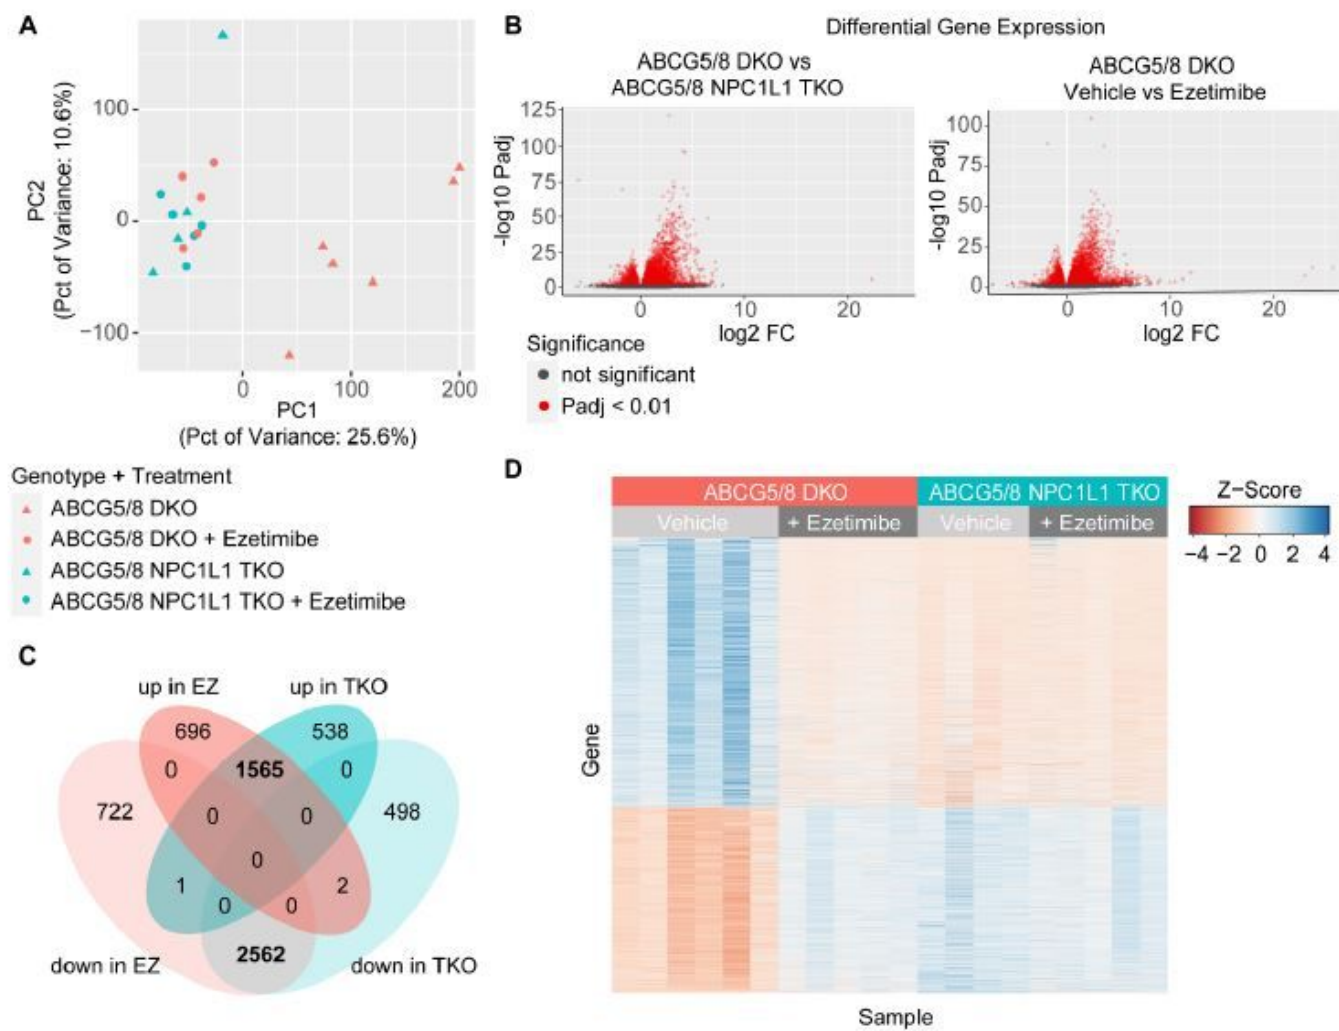 A
100
0
−100
PC2
(Pct of Variance: 10.6%)
0
100
200
PC1
(Pct of Variance: 25.6%)
Genotype + Treatment
ABCG5/8 DKO
ABCG5/8 DKO + Ezetimibe
ABCG5/8 NPC1L1 TKO
ABCG5/8 NPC1L1 TKO + Ezetimibe
B
Differential Gene Expression
ABCG5/8 DKO vs
ABCG5/8 NPC1L1 TKO
125
100
75
50
25
0
-log10 Padj
0
10
20
log2 FC
ABCG5/8 DKO
Vehicle vs Ezetimibe
100
75
50
25
0
-log10 Padj
0
10
20
log2 FC
Significance
not significant
Padj < 0.01
C
up in EZ
up in TKO
696
538
0
1565
0
722
0
0
498
0
1
2
0
0
2562
down in EZ
down in TKO
D
ABCG5/8 DKO
ABCG5/8 NPC1L1 TKO
Vehicle
+ Ezetimibe
Vehicle
+ Ezetimibe
Gene
Sample
Z−Score
−4 −2 0 2 4